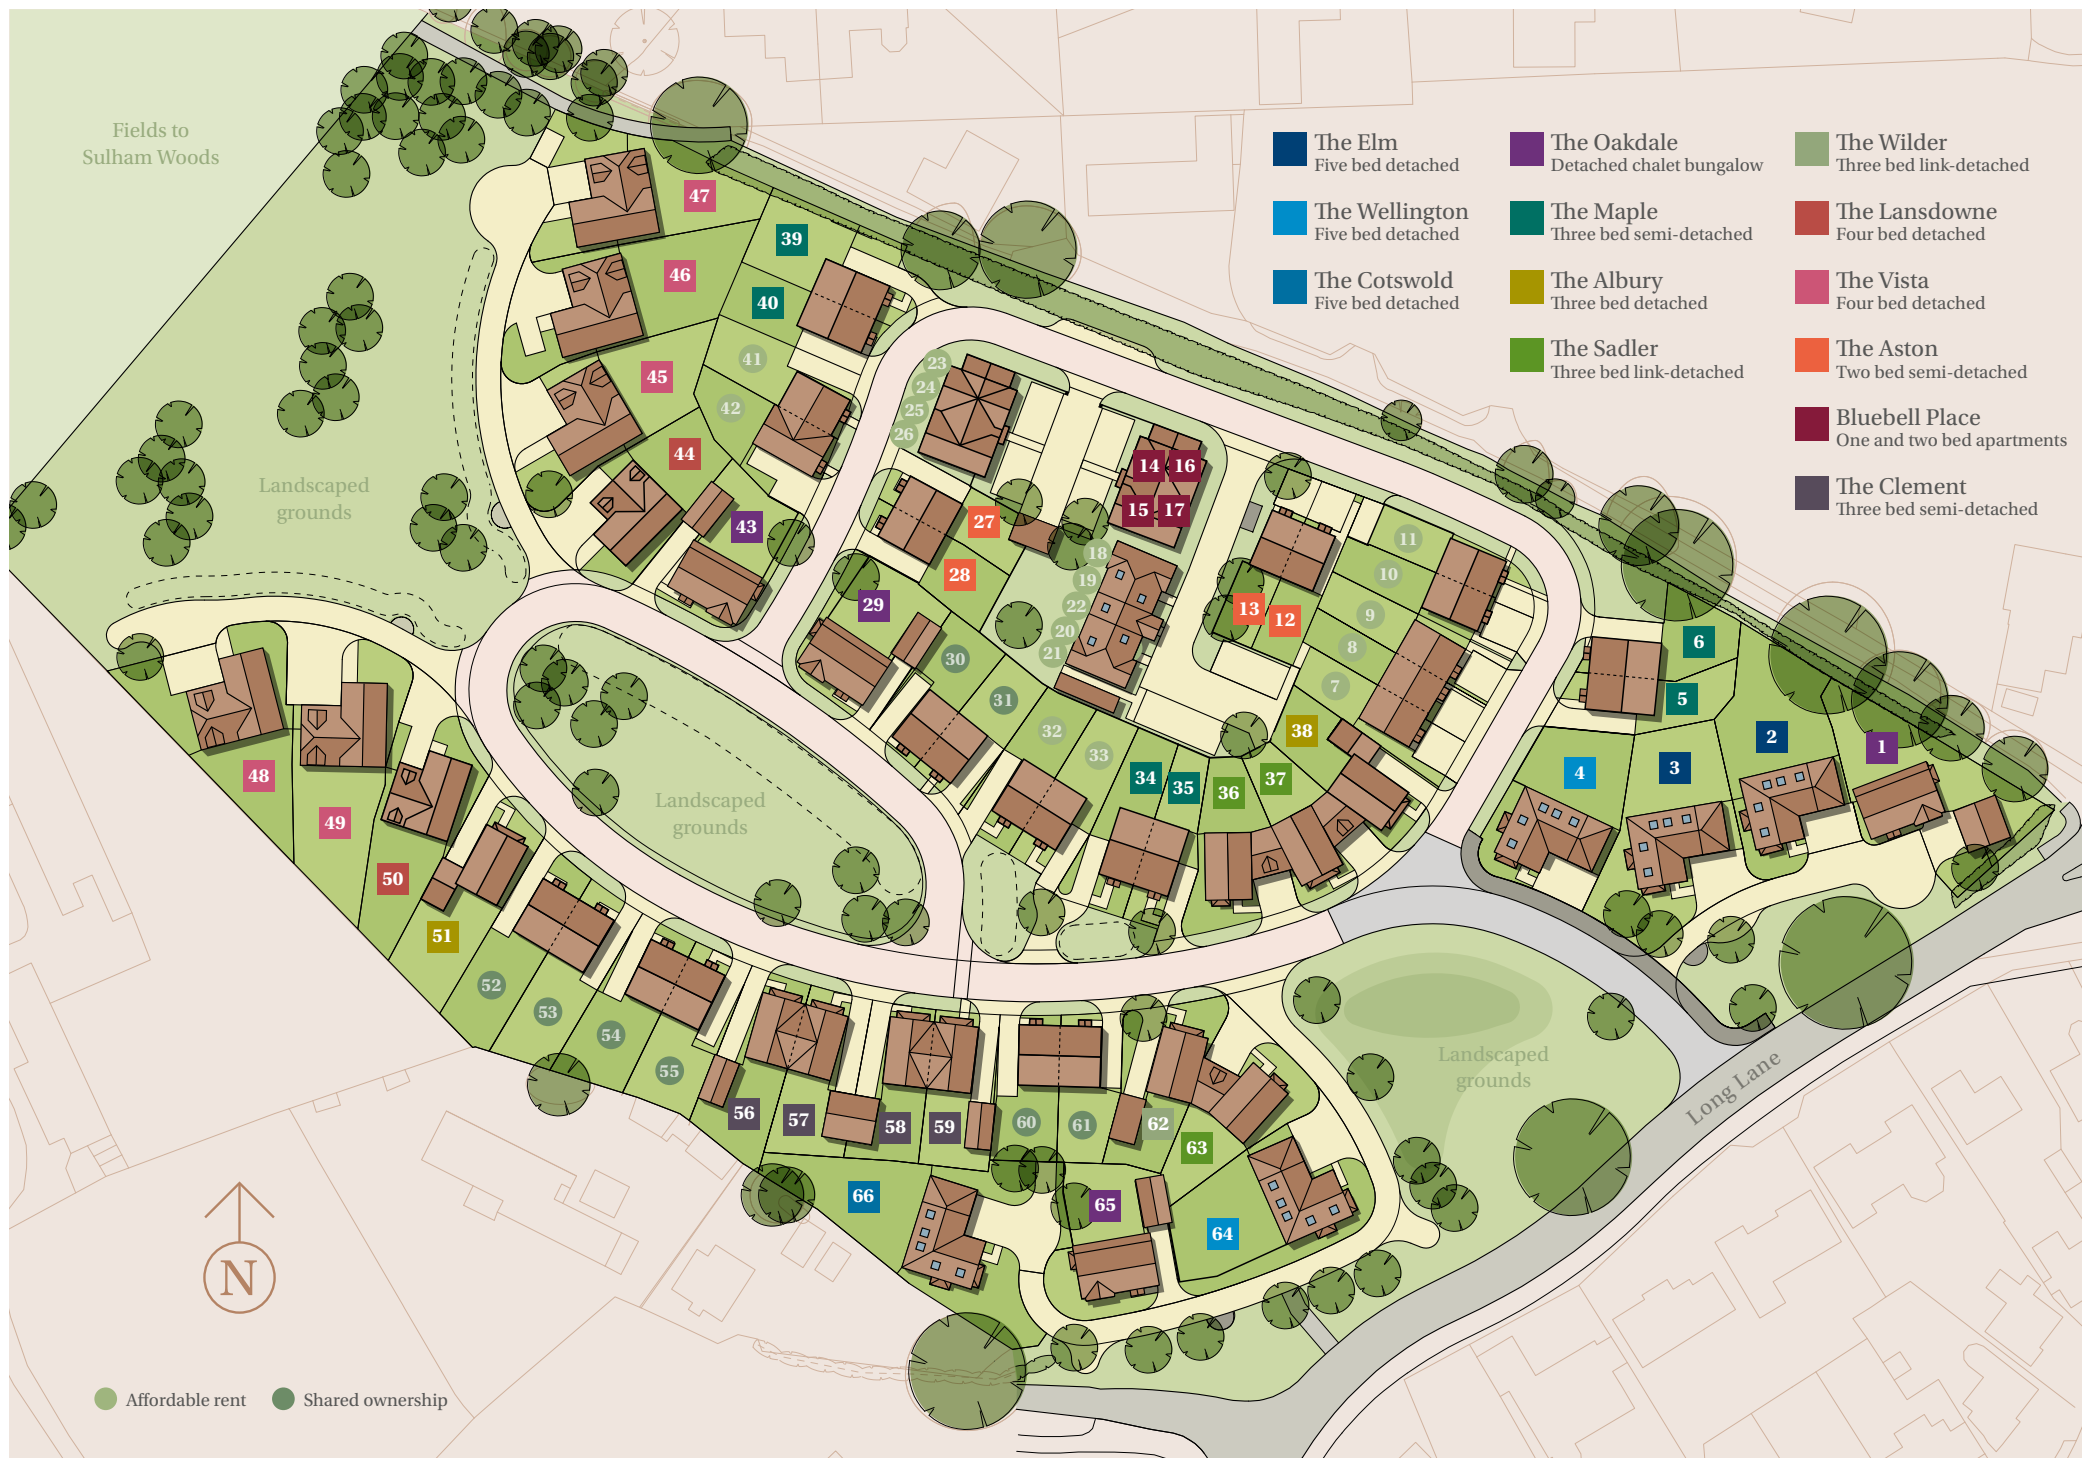 Fields to
Sulham Woods
The Elm
Five bed detached
The Wellington
Five bed detached
The Cotswold
Five bed detached
The Oakdale
Detached chalet bungalow
The Maple
Three bed semi-detached
The Albury
Three bed detached
The Sadler
Three bed link-detached
The Wilder
Three bed link-detached
The Lansdowne
Four bed detached
The Vista
Four bed detached
The Aston
Two bed semi-detached
Bluebell Place
One and two bed apartments
The Clement
Three bed semi-detached
47
39
46
40
41
45
42
44
43
23
24
25
26
27
28
29
14
16
15
17
18
19
22
20
21
30
31
32
33
34
35
36
37
38
13
12
11
10
9
8
7
6
5
4
3
2
1
Landscaped
grounds
Landscaped
grounds
48
49
50
51
52
53
54
55
56
57
58
59
60
61
62
63
64
65
66
Landscaped
grounds
Long Lane
N
Affordable rent
Shared ownership